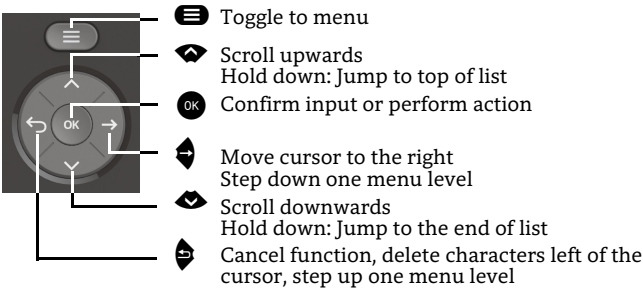 Toggle to menu
Scroll upwards
Hold down: Jump to top of list
OK
Confirm input or perform action
OK
Move cursor to the right
Step down one menu level
Scroll downwards
Hold down: Jump to the end of list
Cancel function, delete characters left of the
cursor, step up one menu level